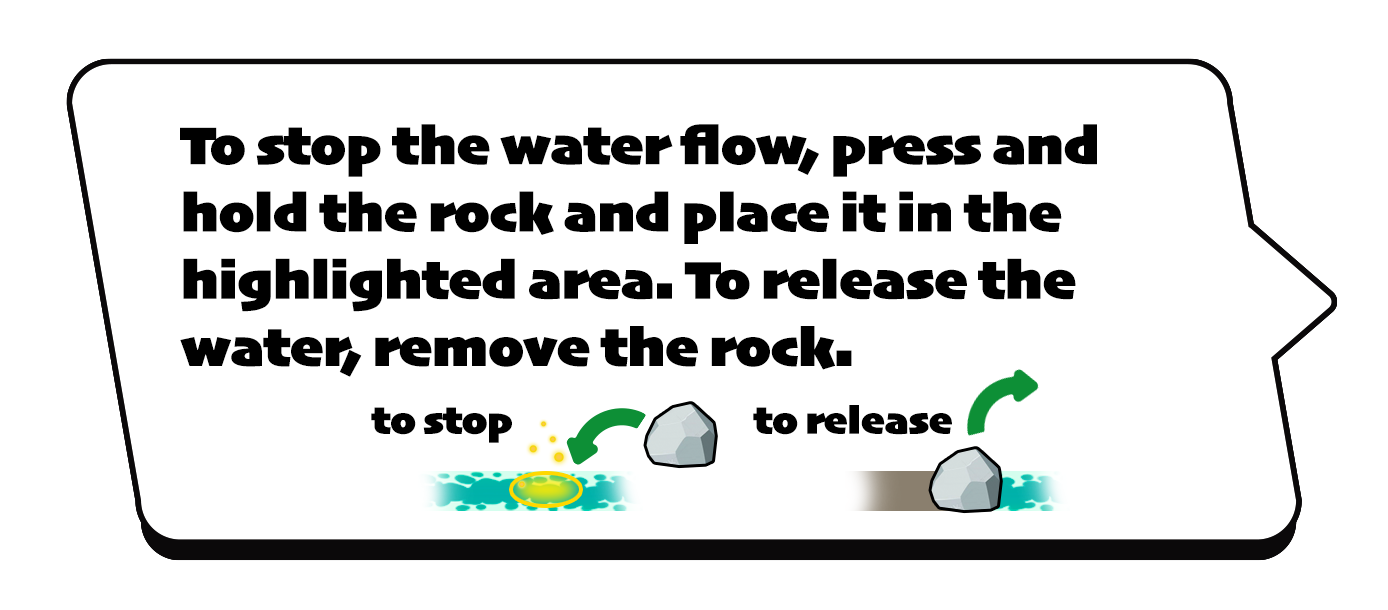 To stop the water flow, press and
hold the rock and place it in the
highlighted area. To release the
water, remove the rock.
to stop
to release